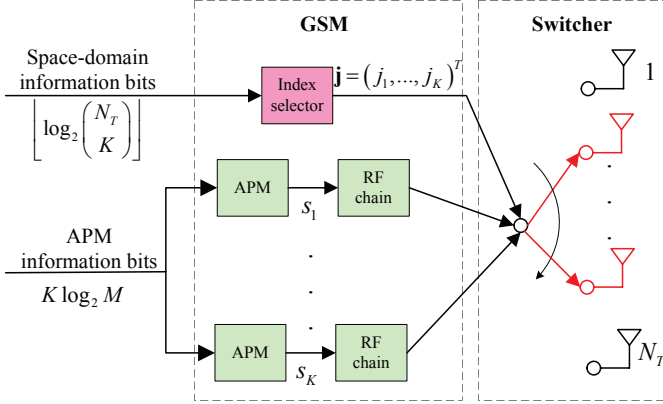 GSM
Switcher
Space-domain
information bits
⌊log₂(N_T K)⌋
Index
selector
j = (j₁,..., j_K)^T
1
APM
s₁
RF
chain
APM
information bits
K log₂ M
APM
s_K
RF
chain
N_T